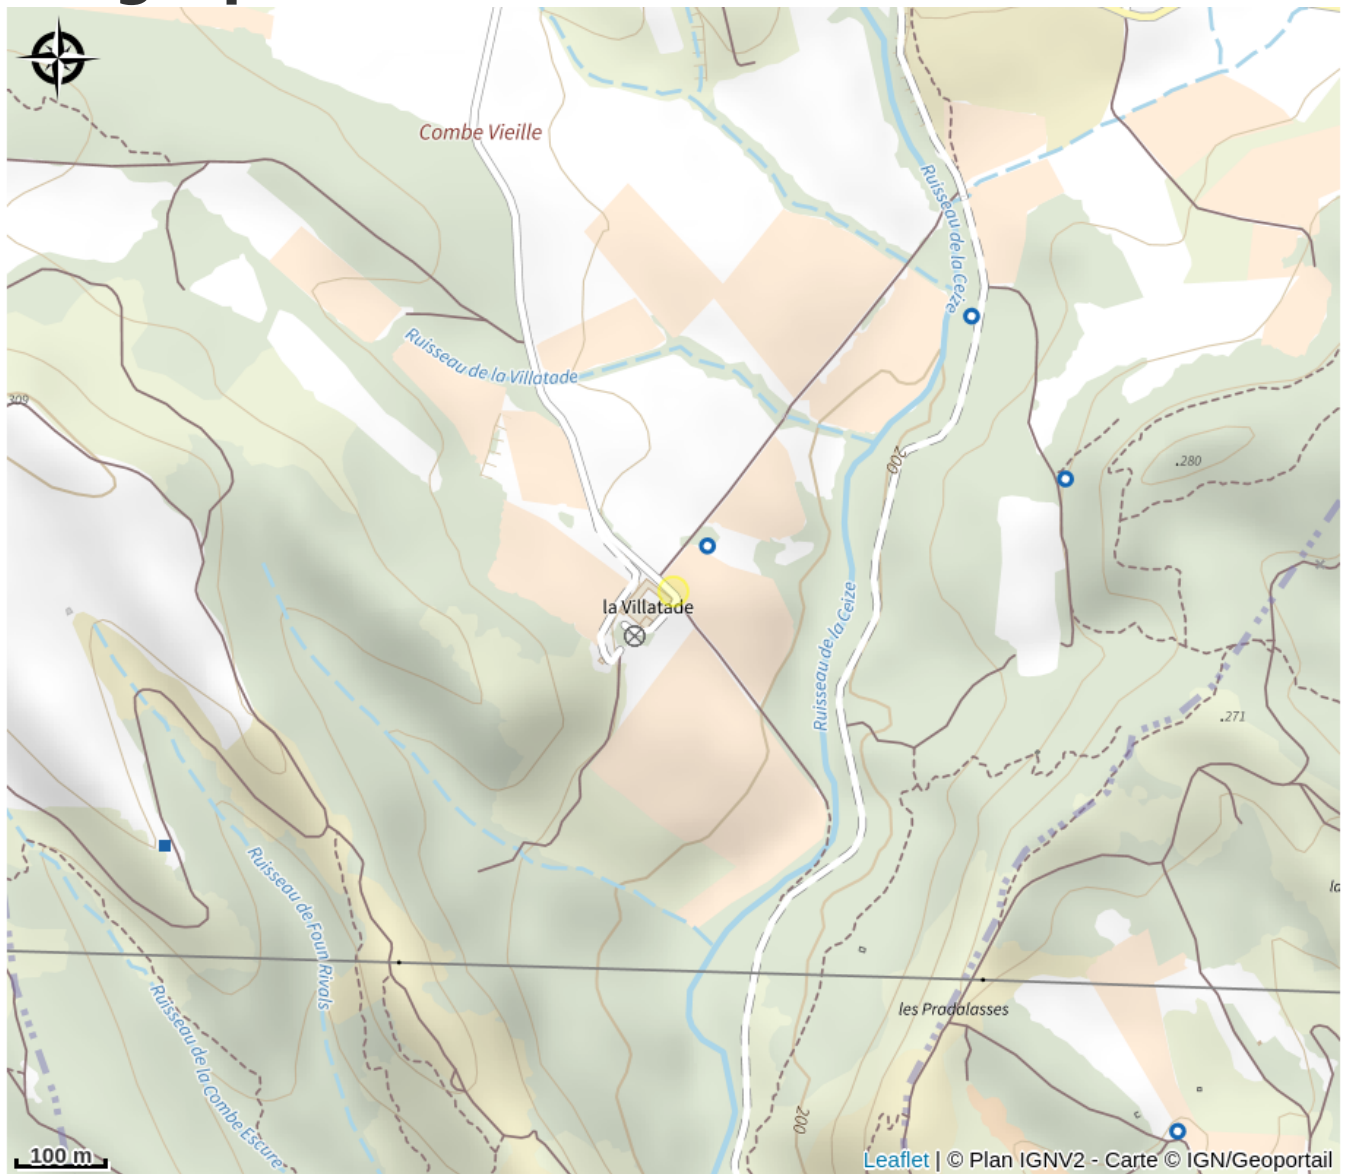 Combe Vieille
Ruisseau de la Ceize
Ruisseau de la Villatade
309
200
.280
la Villatade
Ruisseau de la Ceize
.271
Ruisseau de Foun Rivals
la
Ruisseau de la Combe Escure
les Pradalasses
200
100 m
Leaflet | © Plan IGNV2 - Carte © IGN/Geoportail